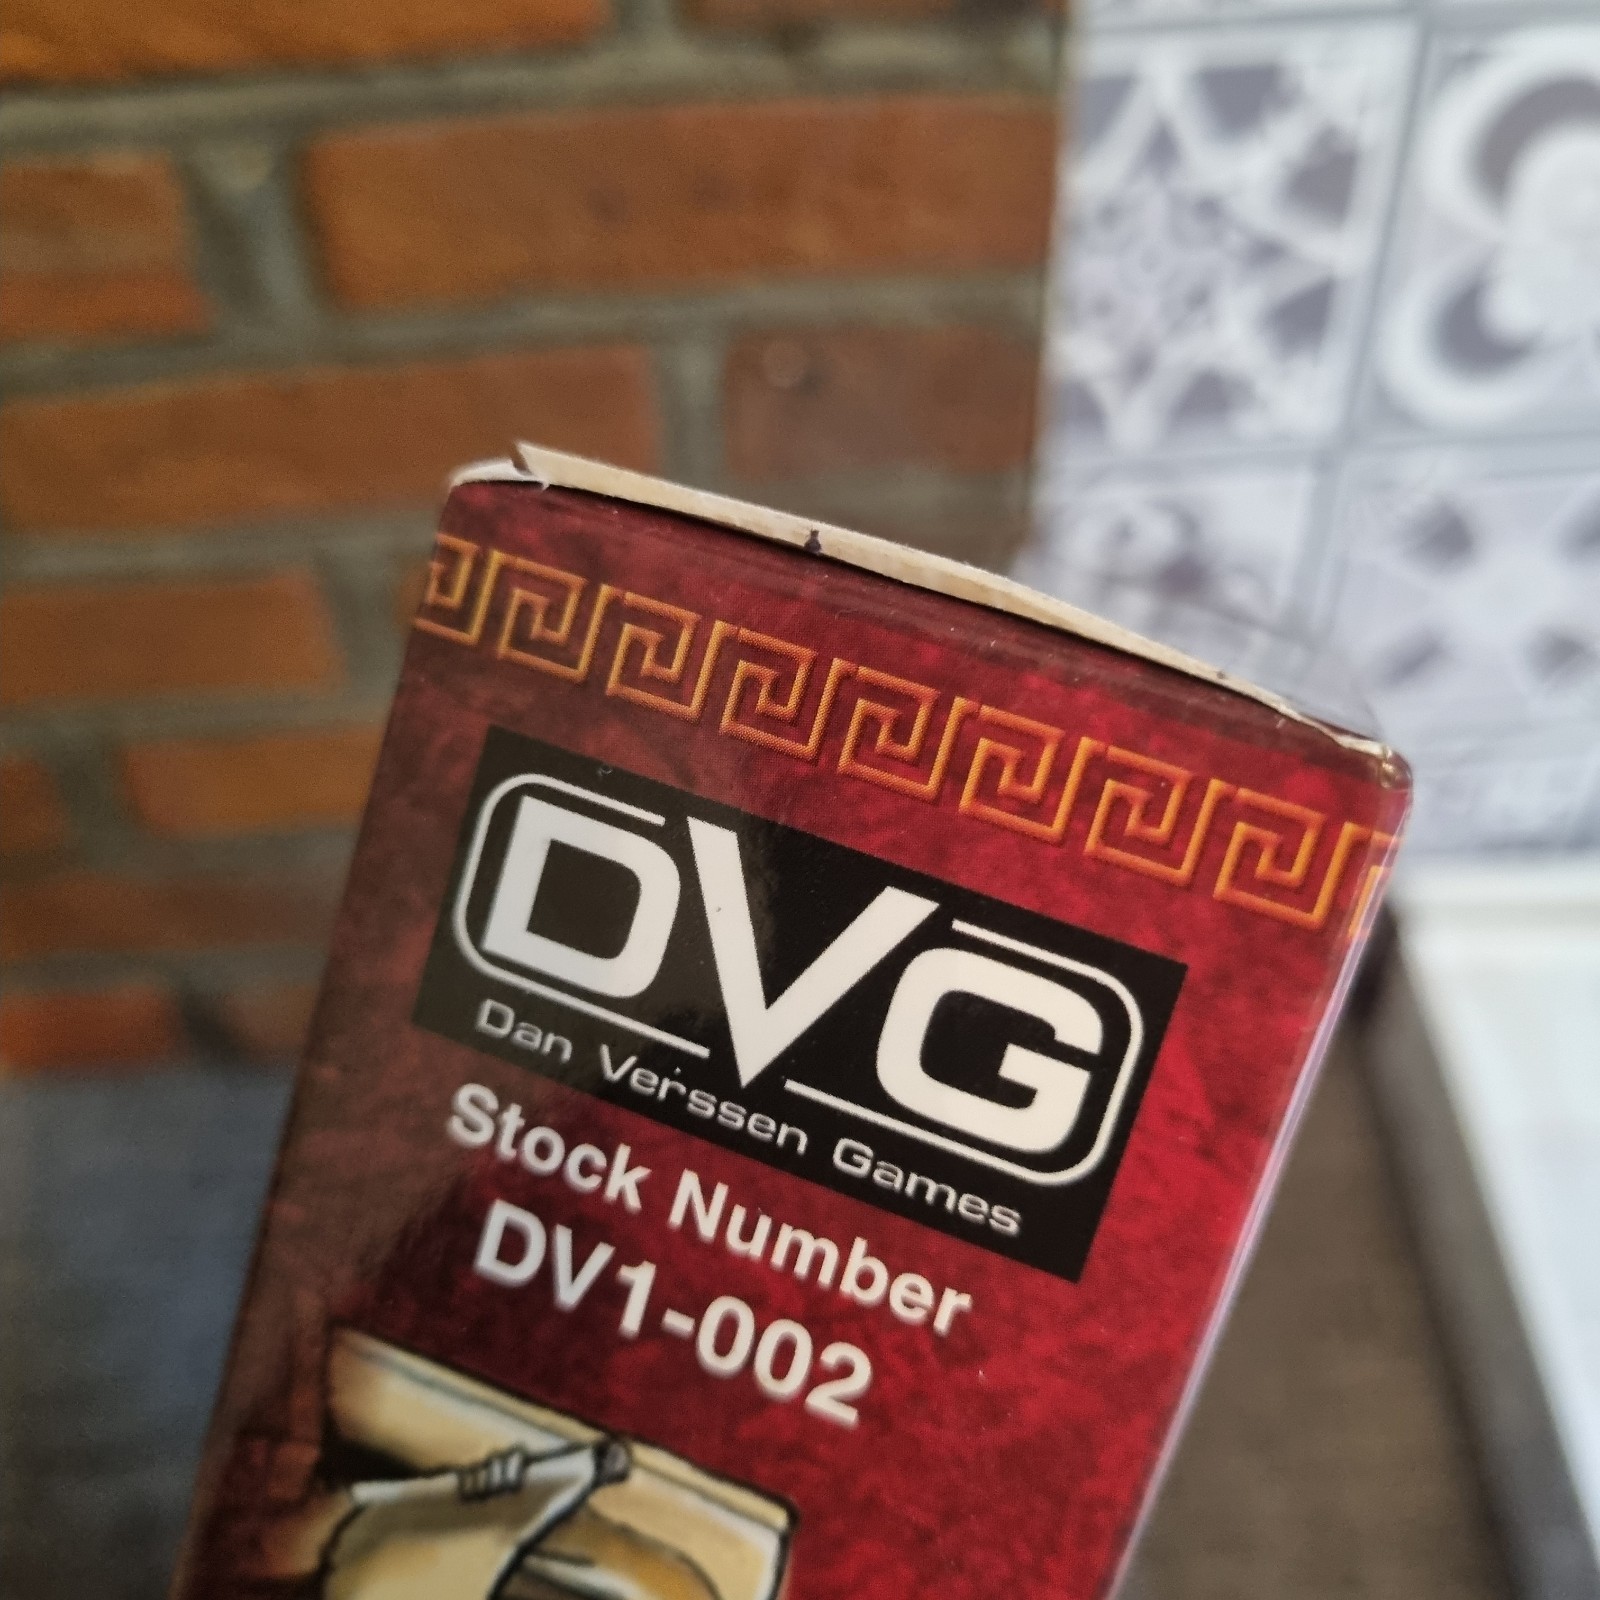 DVG
Dan Verssen Games
Stock Number
DV1-002